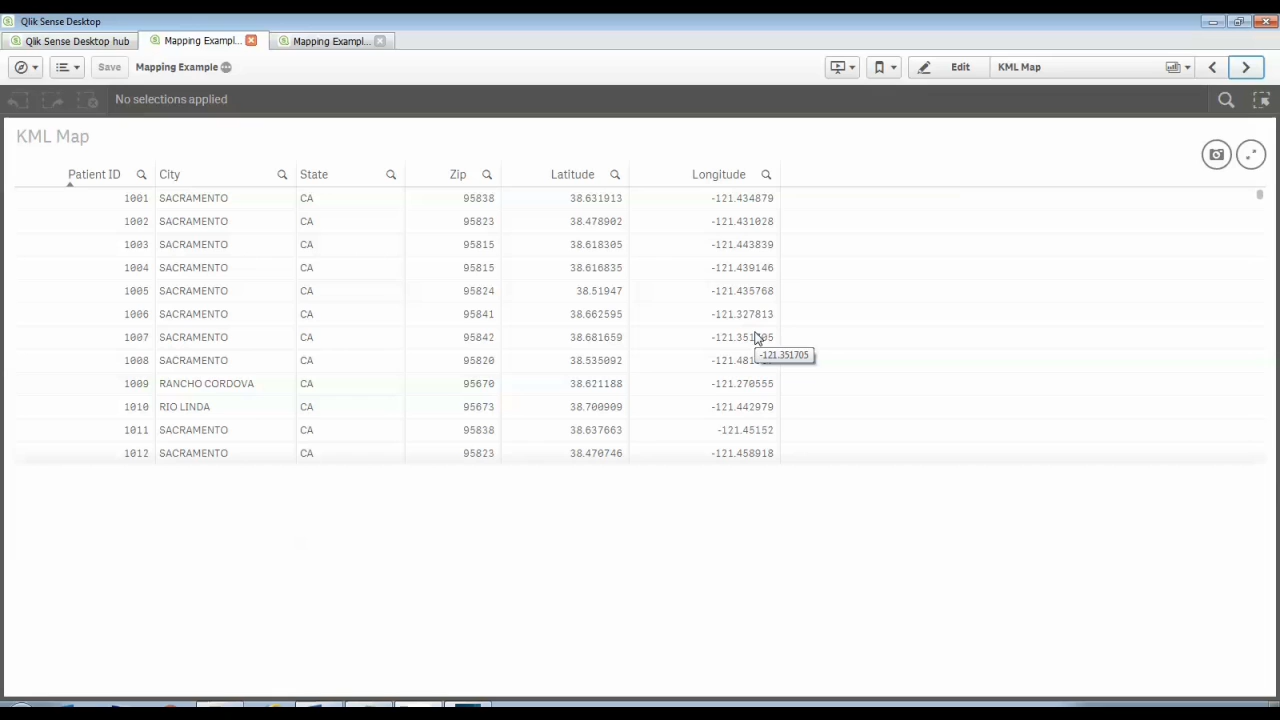 Qlik Sense Desktop
Qlik Sense Desktop hub Mapping Exampl... Mapping Exampl...
Save Mapping Example Edit KML Map
No selections applied
KML Map
Patient ID City State Zip Latitude Longitude
1001 SACRAMENTO CA 95838 38.631913 -121.434879
1002 SACRAMENTO CA 95823 38.478902 -121.431028
1003 SACRAMENTO CA 95815 38.618305 -121.443839
1004 SACRAMENTO CA 95815 38.616835 -121.439146
1005 SACRAMENTO CA 95824 38.51947 -121.435768
1006 SACRAMENTO CA 95841 38.662595 -121.327813
1007 SACRAMENTO CA 95842 38.681659 -121.351705
-121.351705
1008 SACRAMENTO CA 95820 38.535092
1009 RANCHO CORDOVA CA 95670 38.621188 -121.270555
1010 RIO LINDA CA 95673 38.700909 -121.442979
1011 SACRAMENTO CA 95838 38.637663 -121.45152
1012 SACRAMENTO CA 95823 38.470746 -121.458918